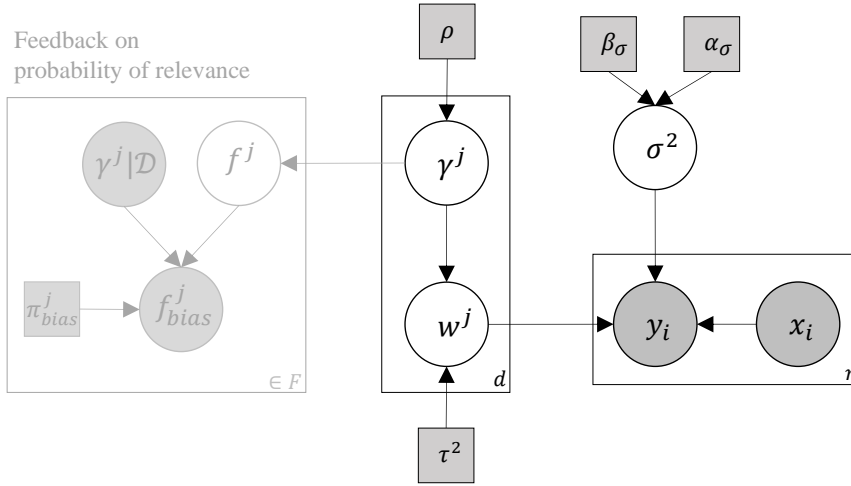 Feedback on
probability of relevance
ρ
β_σ
α_σ
γ^j|𝒟
f^j
γ^j
σ^2
π^j_bias
f^j_bias
w^j
y_i
x_i
∈ F
d
τ^2